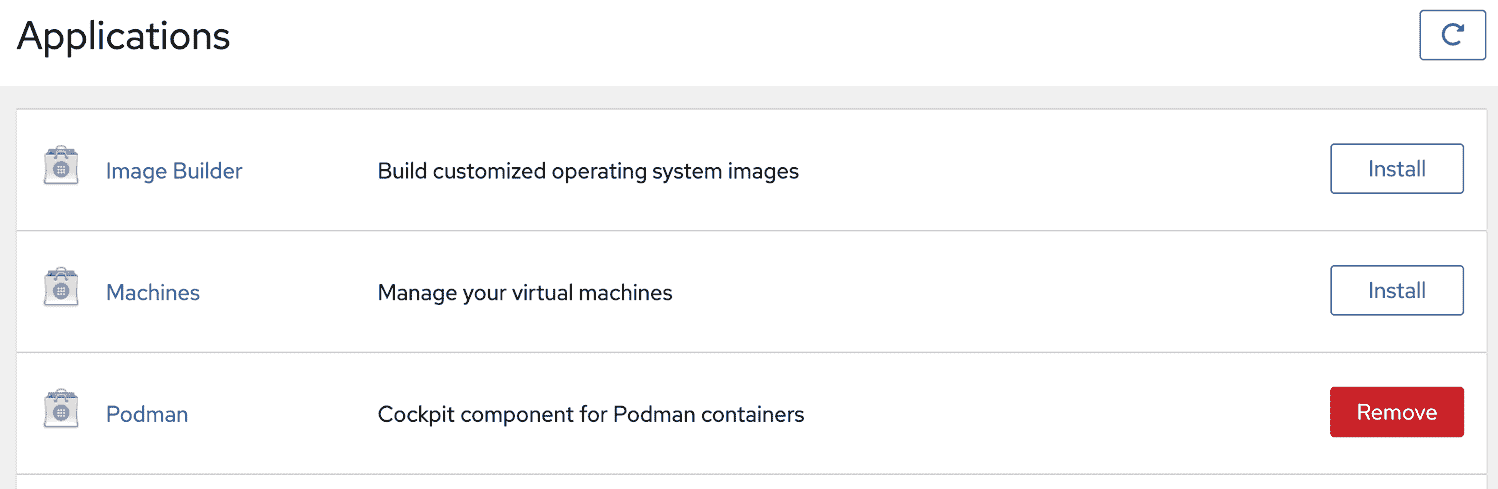 Applications
Image Builder Build customized operating system images Install
Machines Manage your virtual machines Install
Podman Cockpit component for Podman containers Remove